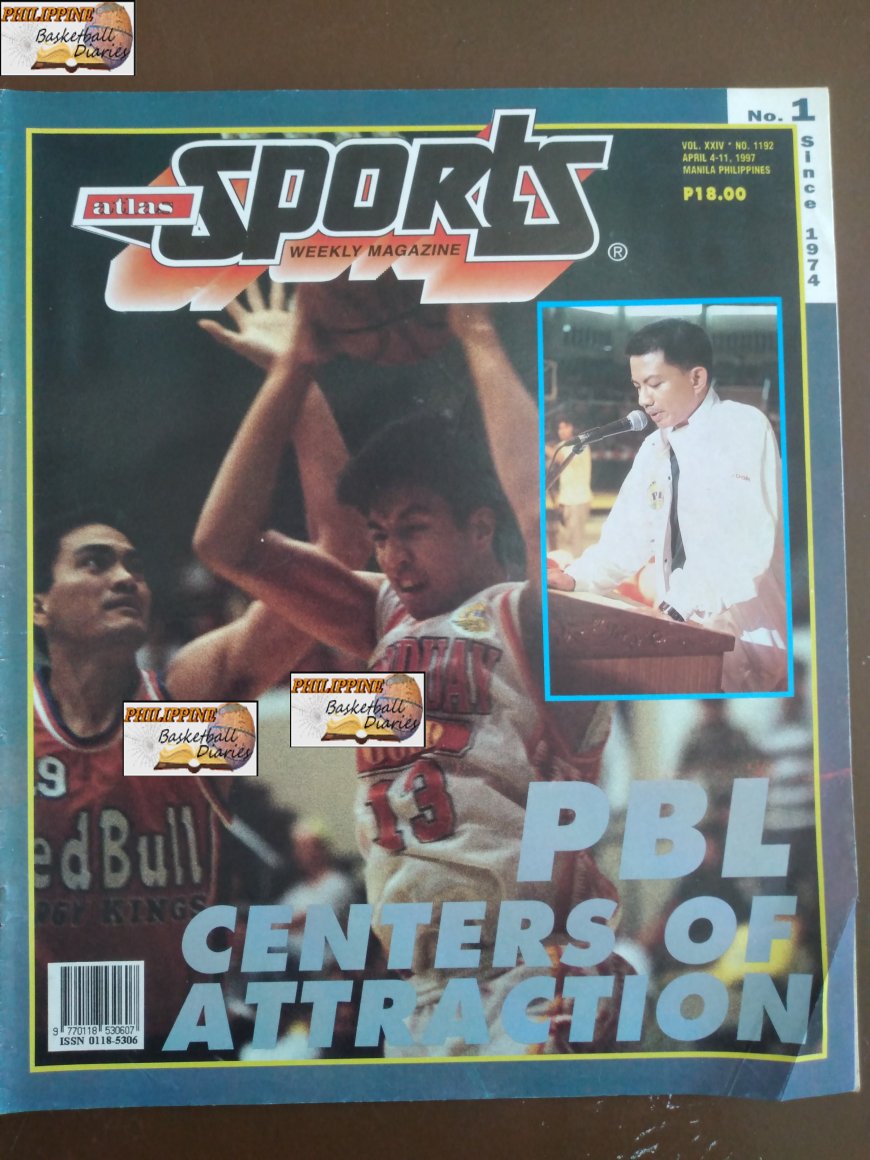 PHILIPPINE
Basketball
Diaries
No. 1
Since 1974
atlas
SPORTS
WEEKLY MAGAZINE
®
VOL. XXIV * NO. 1192
APRIL 4-11, 1997
MANILA PHILIPPINES
P18.00
PHILIPPINE
Basketball
Diaries
PHILIPPINE
Basketball
Diaries
13
9
edBull
KINGS
PBL
CENTERS OF
ATTRACTION
9 770118 530607
ISSN 0118-5306